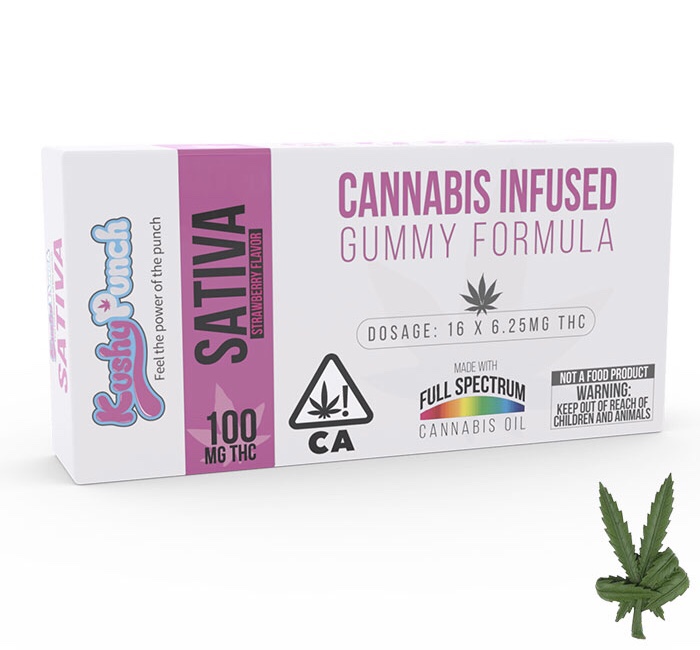 SATIVA
Kushy Punch
Feel the power of the punch
SATIVA
STRAWBERRY FLAVOR
100
MG THC
CANNABIS INFUSED
GUMMY FORMULA
DOSAGE: 16 X 6.25MG THC
!
CA
MADE WITH
FULL SPECTRUM
CANNABIS OIL
NOT A FOOD PRODUCT
WARNING:
KEEP OUT OF REACH OF
CHILDREN AND ANIMALS